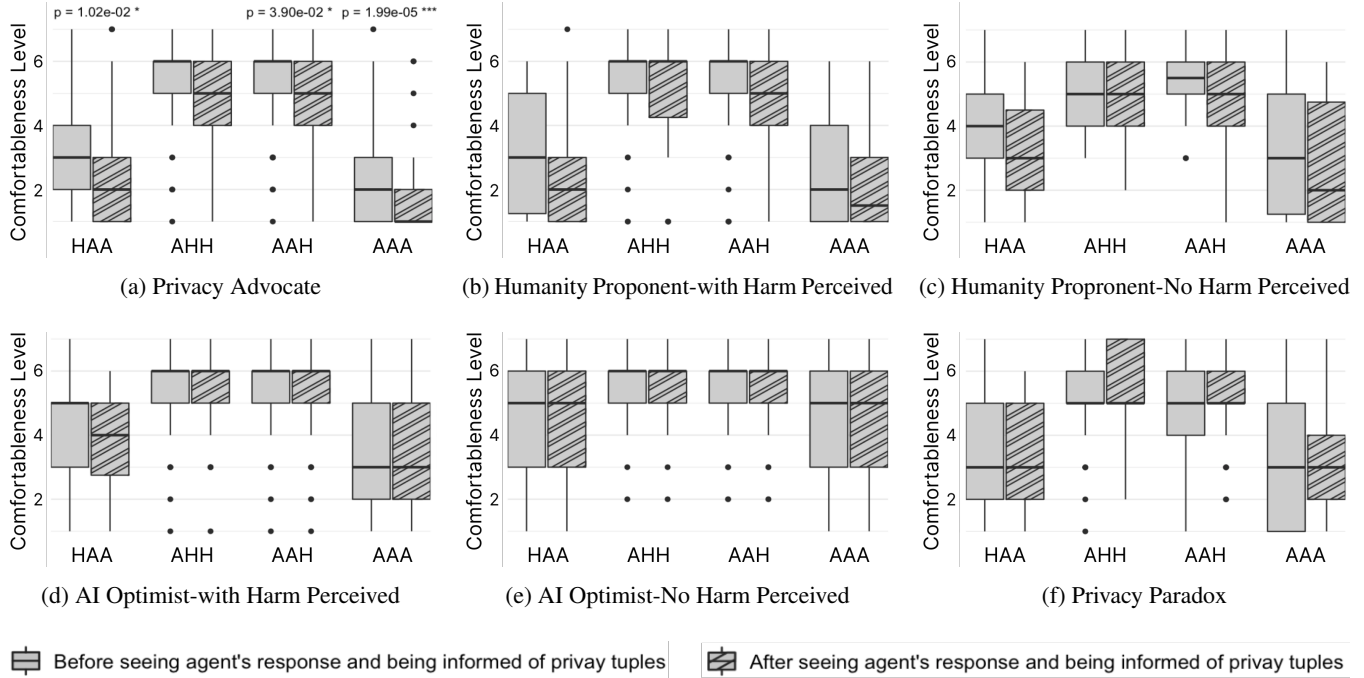 p = 1.02e-02 * p = 3.90e-02 * p = 1.99e-05 ***
Comfortableness Level
6
4
2
HAA AHH AAH AAA
(a) Privacy Advocate
Comfortableness Level
6
4
2
HAA AHH AAH AAA
(b) Humanity Proponent-with Harm Perceived
Comfortableness Level
6
4
2
HAA AHH AAH AAA
(c) Humanity Propronent-No Harm Perceived
Comfortableness Level
6
4
2
HAA AHH AAH AAA
(d) AI Optimist-with Harm Perceived
Comfortableness Level
6
4
2
HAA AHH AAH AAA
(e) AI Optimist-No Harm Perceived
Comfortableness Level
6
4
2
HAA AHH AAH AAA
(f) Privacy Paradox
Before seeing agent's response and being informed of privay tuples
After seeing agent's response and being informed of privay tuples